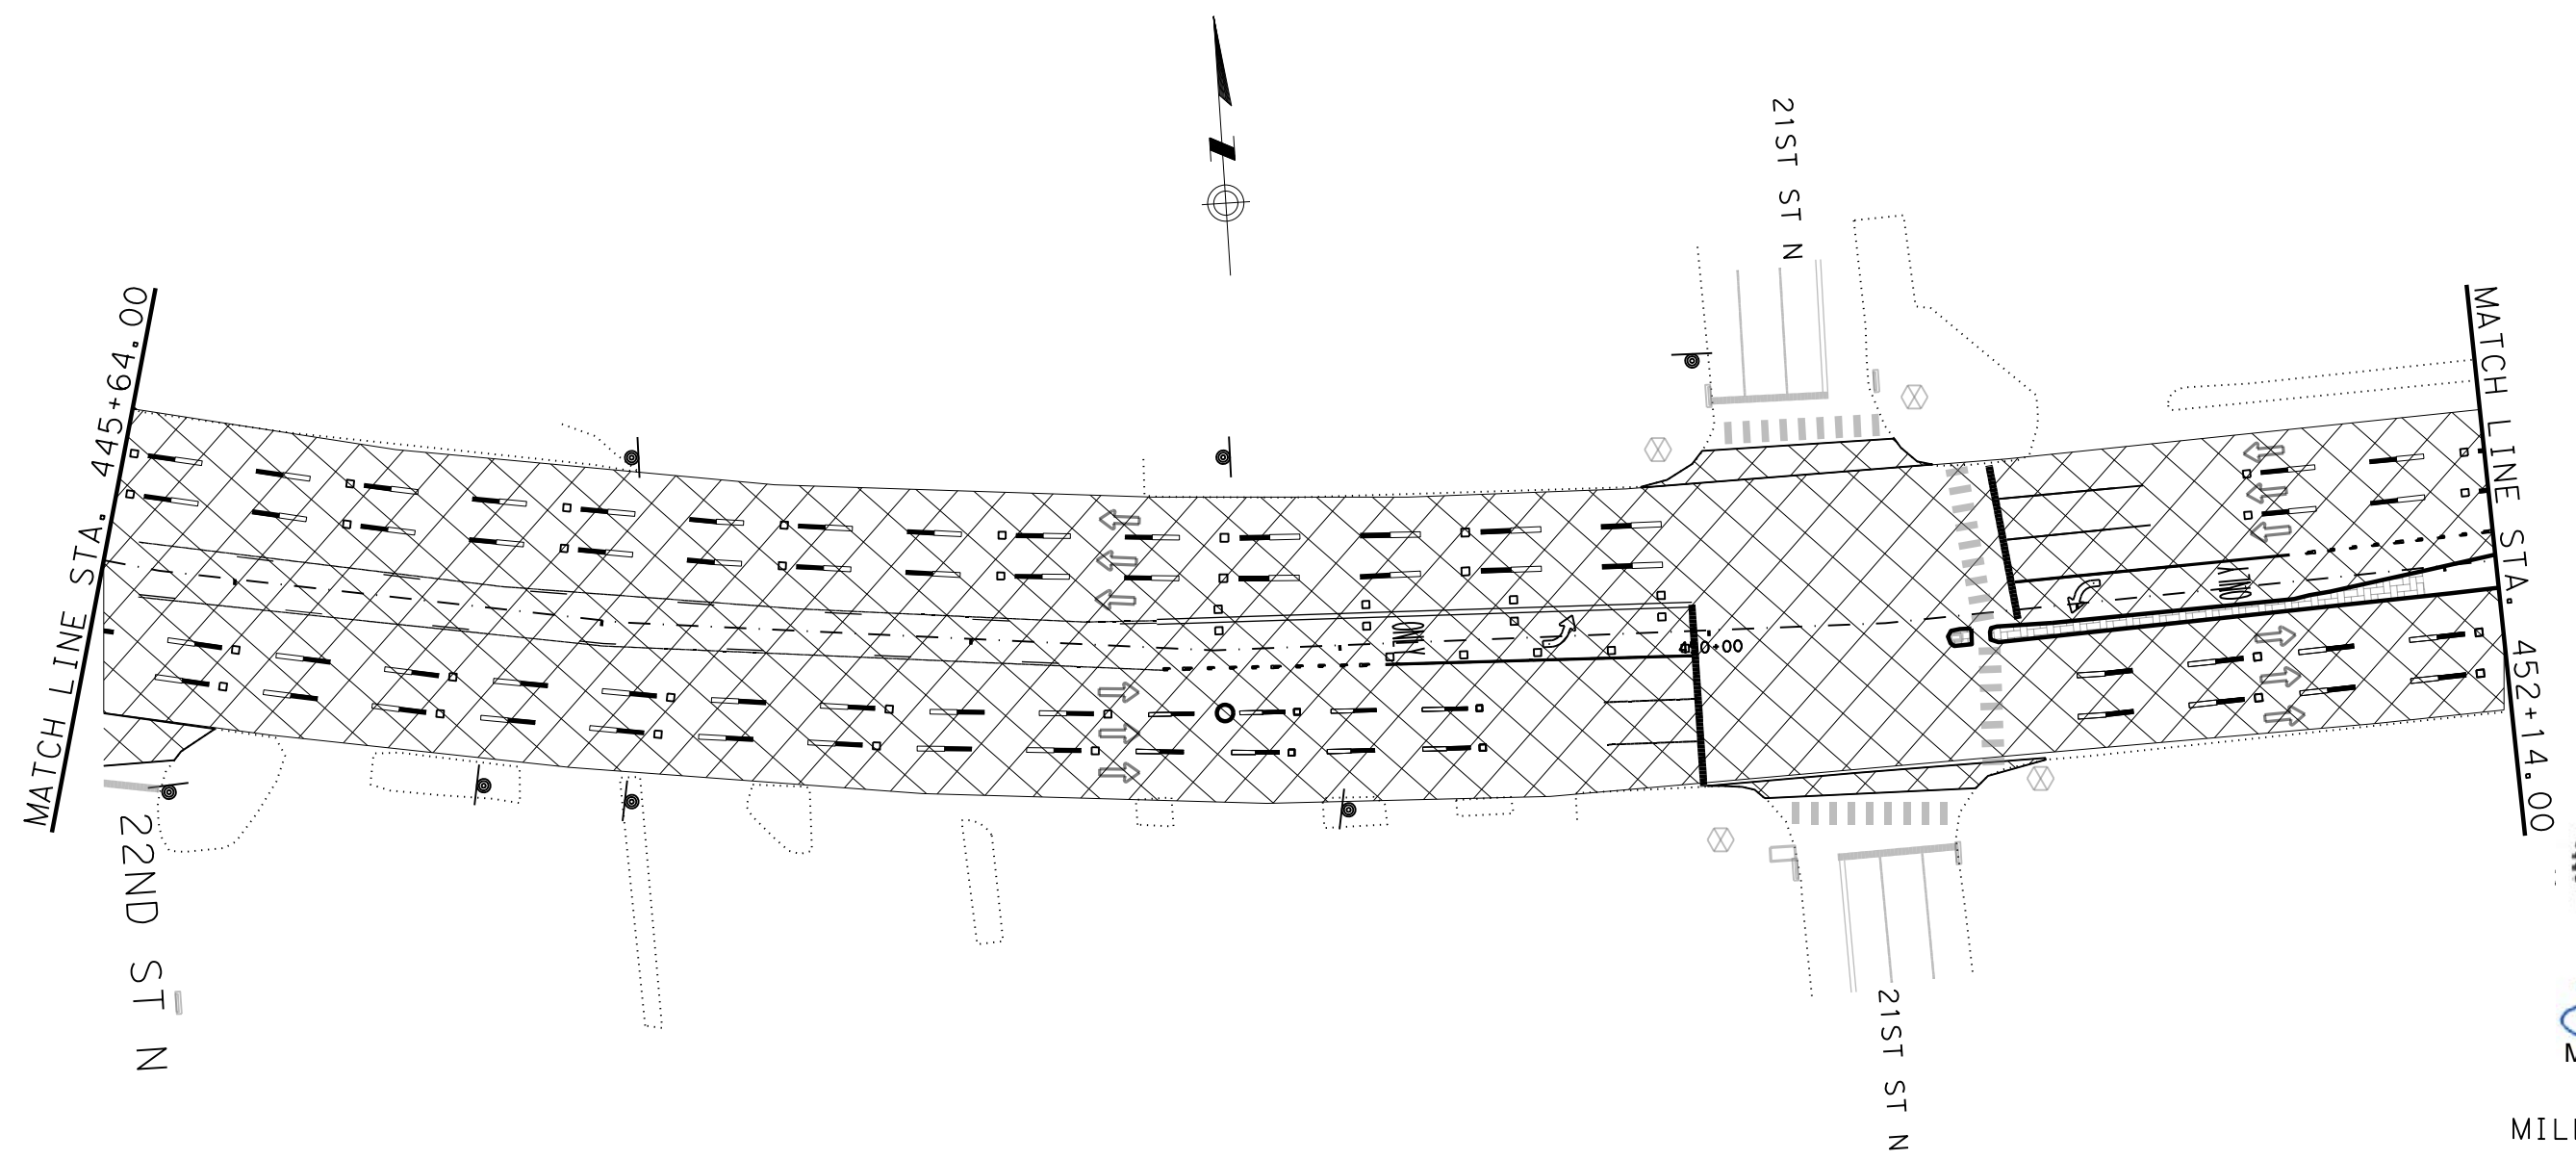 MATCH LINE STA. 445+64.00
22ND ST N
N
21ST ST N
ONLY
ONLY
21ST ST N
MATCH LINE STA. 452+14.00